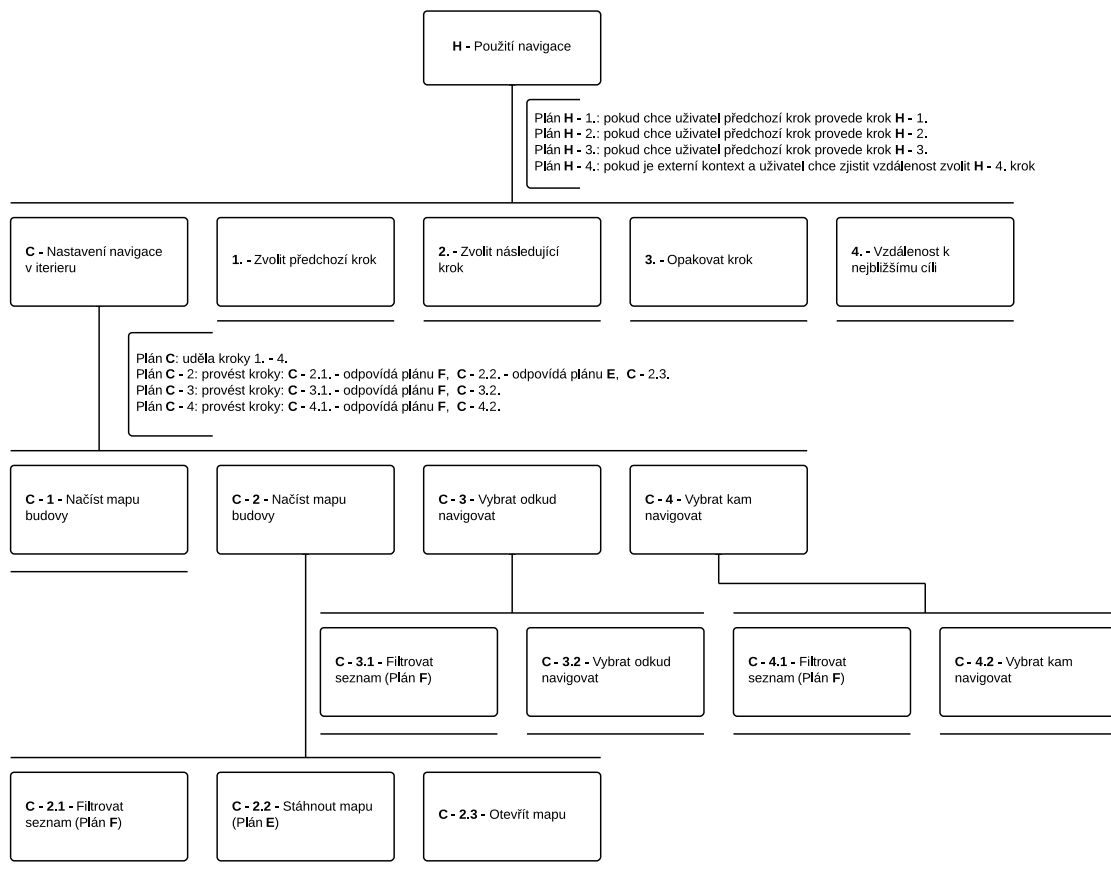 H - Použití navigace
Plán H - 1.: pokud chce uživatel předchozí krok provede krok H - 1.
Plán H - 2.: pokud chce uživatel předchozí krok provede krok H - 2.
Plán H - 3.: pokud chce uživatel předchozí krok provede krok H - 3.
Plán H - 4.: pokud je externí kontext a uživatel chce zjistit vzdálenost zvolit H - 4. krok
C - Nastavení navigace
v iterieru
1. - Zvolit předchozí krok
2. - Zvolit následující
krok
3. - Opakovat krok
4. - Vzdálenost k
nejbližšímu cíli
Plán C: uděla kroky 1. - 4.
Plán C - 2: provést kroky: C - 2.1. - odpovídá plánu F, C - 2.2. - odpovídá plánu E, C - 2.3.
Plán C - 3: provést kroky: C - 3.1. - odpovídá plánu F, C - 3.2.
Plán C - 4: provést kroky: C - 4.1. - odpovídá plánu F, C - 4.2.
C - 1 - Načíst mapu
budovy
C - 2 - Načíst mapu
budovy
C - 3 - Vybrat odkud
navigovat
C - 4 - Vybrat kam
navigovat
C - 3.1 - Filtrovat
seznam (Plán F)
C - 3.2 - Vybrat odkud
navigovat
C - 4.1 - Filtrovat
seznam (Plán F)
C - 4.2 - Vybrat kam
navigovat
C - 2.1 - Filtrovat
seznam (Plán F)
C - 2.2 - Stáhnout mapu
(Plán E)
C - 2.3 - Otevřít mapu